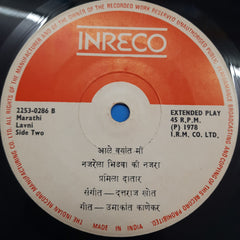 INRECO
2253-0286 B
Marathi
Lavni
Side Two
EXTENDED PLAY
45 R.P.M.
(P) 1978
I.R.M. CO. LTD.,
आले वयांत मी
नजरेला भिडवा की नजरा
प्रमिला दातार
संगीत - दत्तराज खोत
गीत - उमाकांत काणेकर
MADE IN INDIA